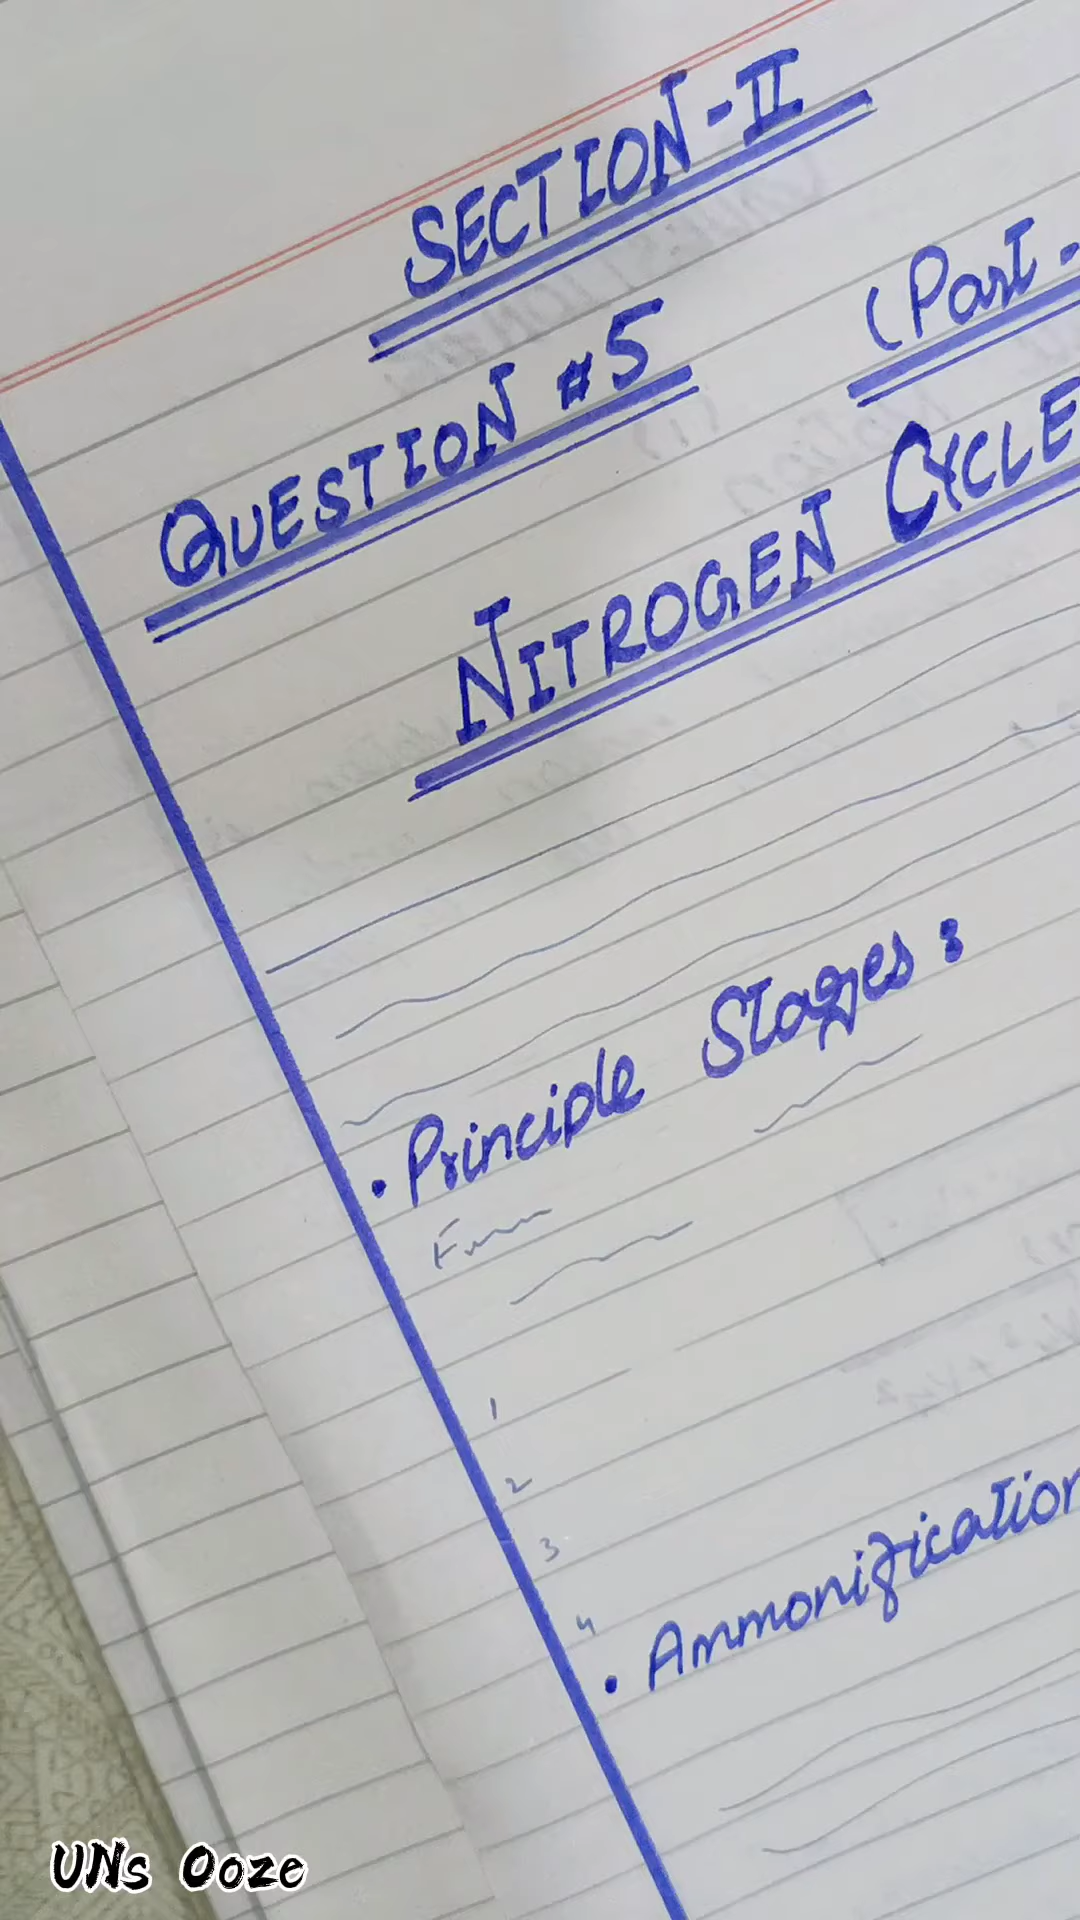 SECTION-II
QUESTION #5 (Part-
NITROGEN CYCLE
• Principle Stages:
1
2
3
4
• Ammonification
UNs Ooze